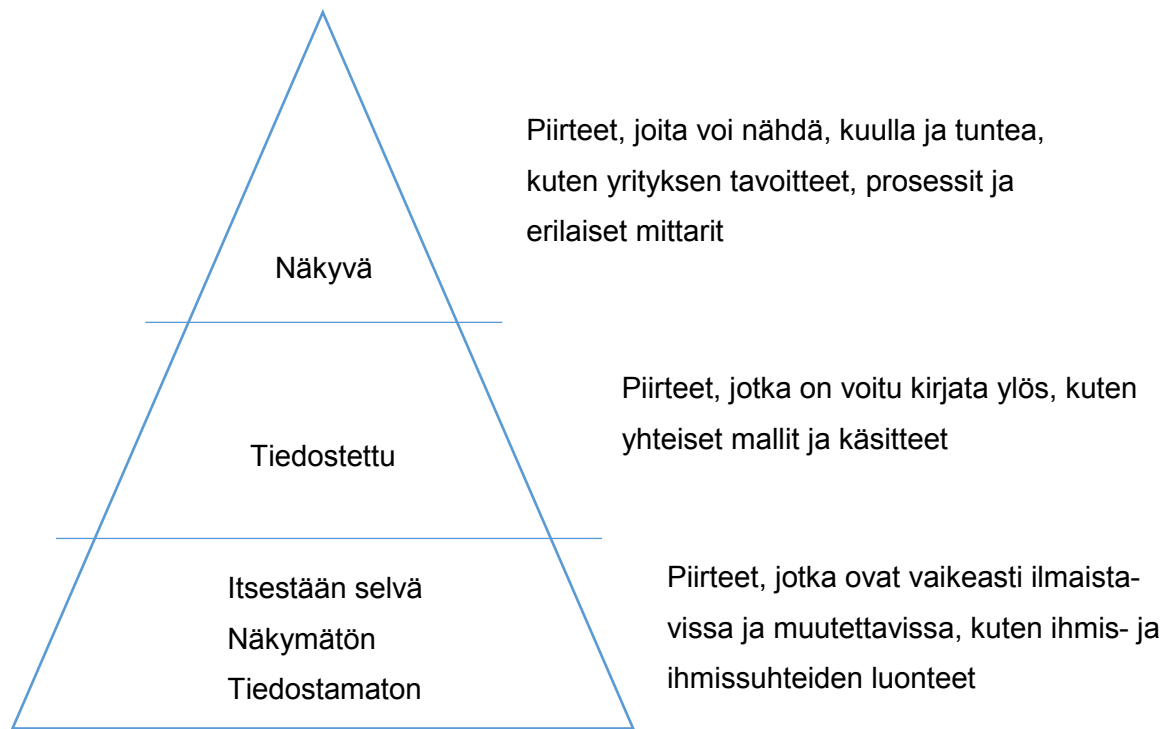 Piirteet, joita voi nähdä, kuulla ja tuntea,
kuten yrityksen tavoitteet, prosessit ja
erilaiset mittarit
Näkyvä
Piirteet, jotka on voitu kirjata ylös, kuten
yhteiset mallit ja käsitteet
Tiedostettu
Piirteet, jotka ovat vaikeasti ilmaista-
vissa ja muutettavissa, kuten ihmis- ja
ihmissuhteiden luonteet
Itsestään selvä
Näkymätön
Tiedostamaton